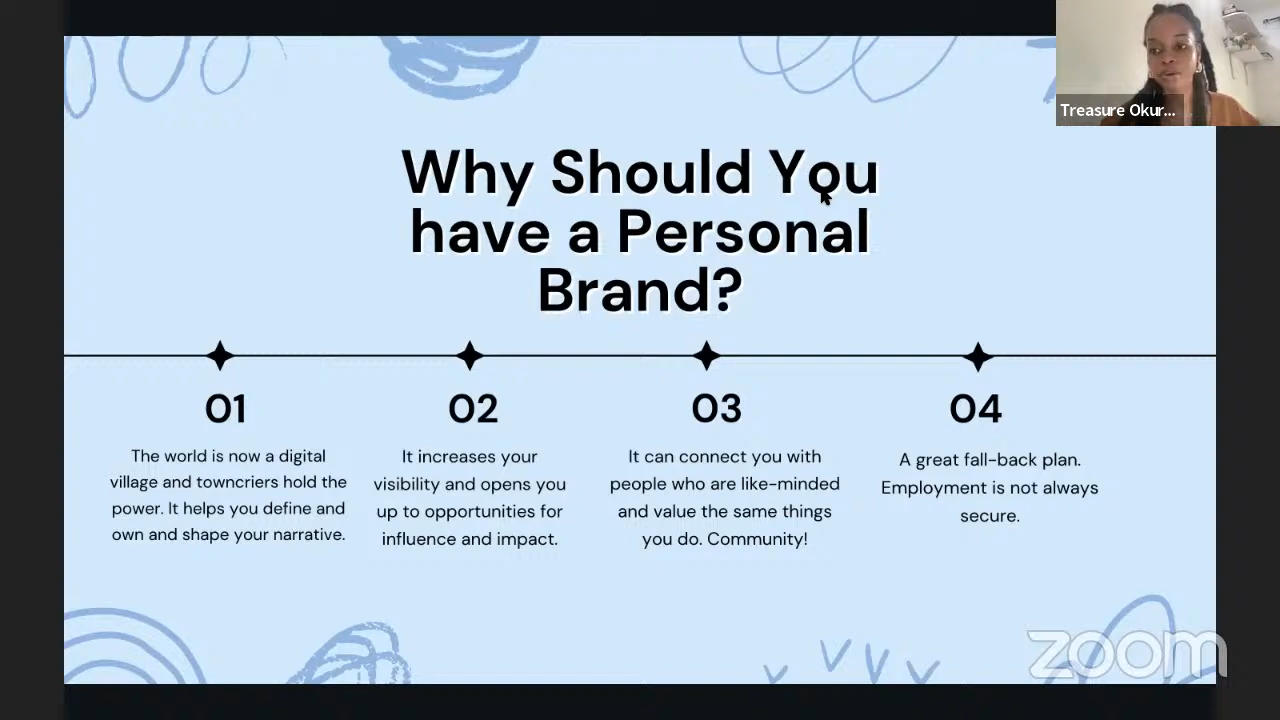 Treasure Okur...
Why Should You
have a Personal
Brand?
01
The world is now a digital
village and towncriers hold the
power. It helps you define and
own and shape your narrative.
02
It increases your
visibility and opens you
up to opportunities for
influence and impact.
03
It can connect you with
people who are like-minded
and value the same things
you do. Community!
04
A great fall-back plan.
Employment is not always
secure.
zoom